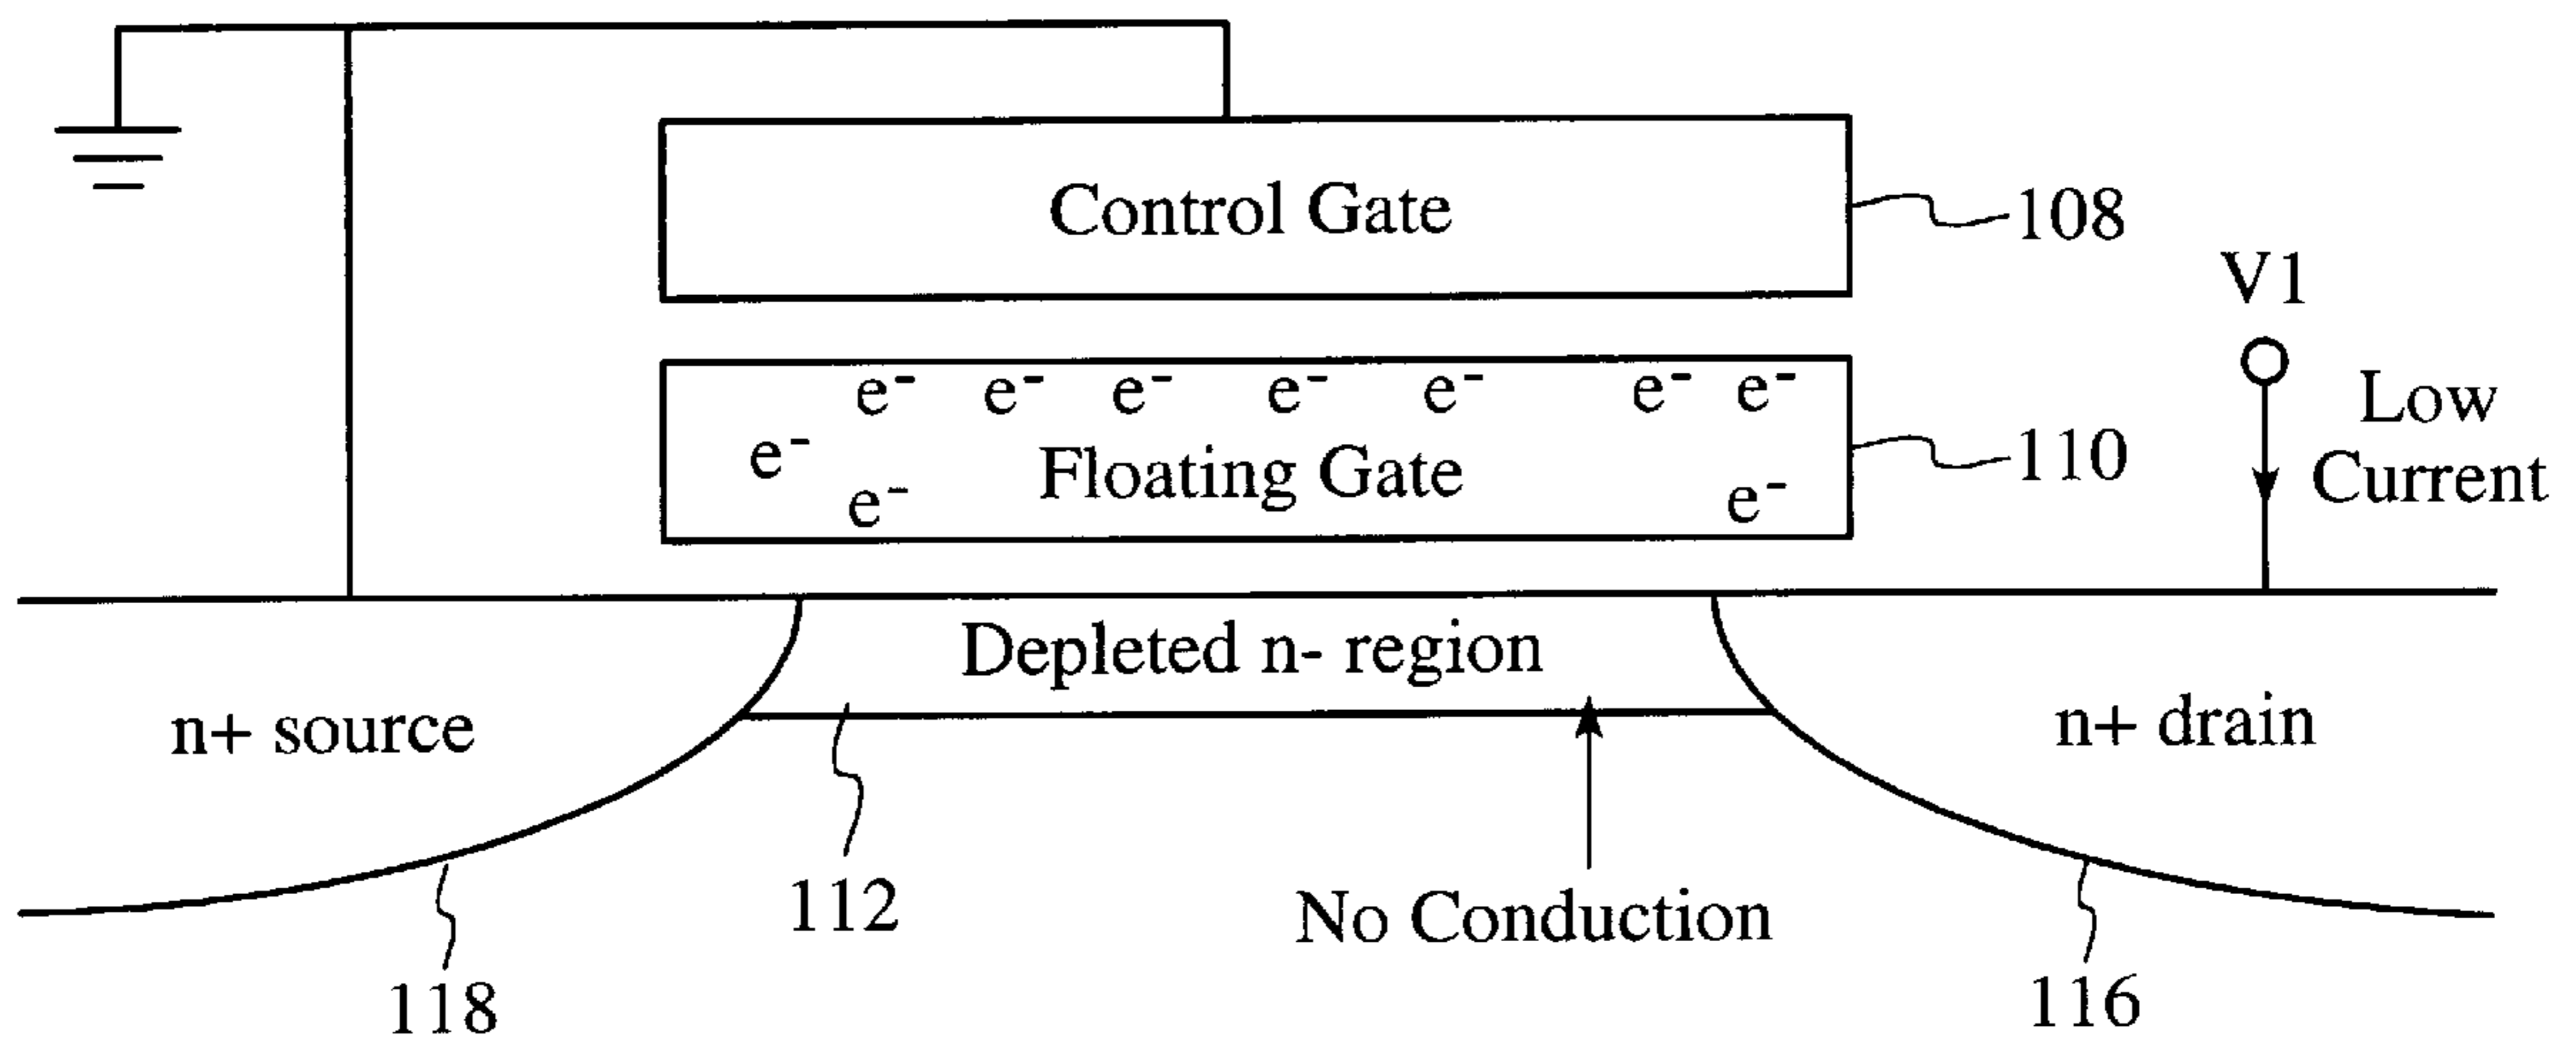 Control Gate
108
V1
e- e- e- e- e- e- e-
Low
Current
e-
Floating Gate
110
e-
e-
Depleted n- region
n+ source
n+ drain
112
No Conduction
118
116